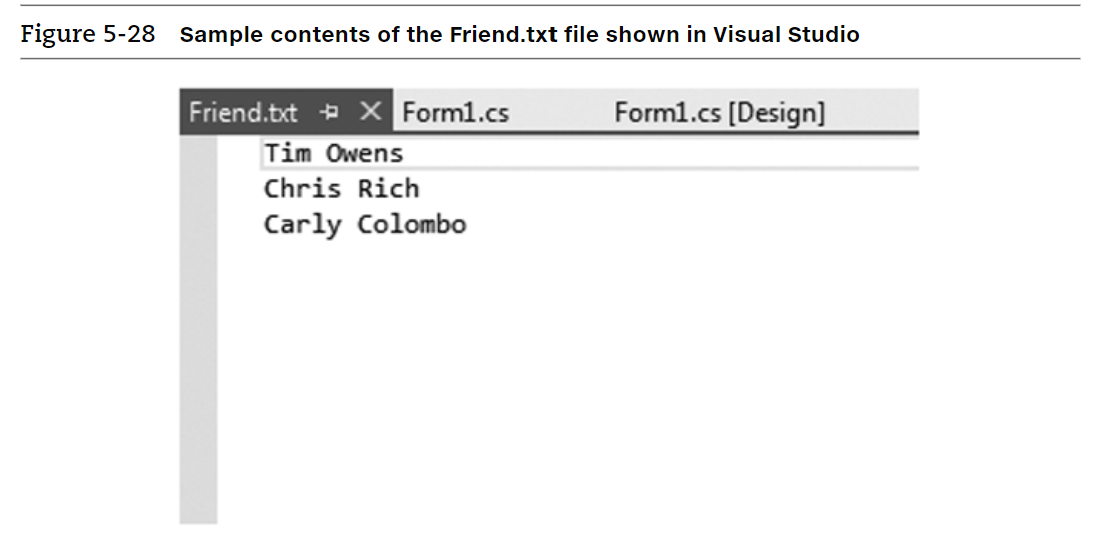 Figure 5-28 Sample contents of the Friend.txt file shown in Visual Studio
Friend.txt Form1.cs Form1.cs [Design]
Tim Owens
Chris Rich
Carly Colombo